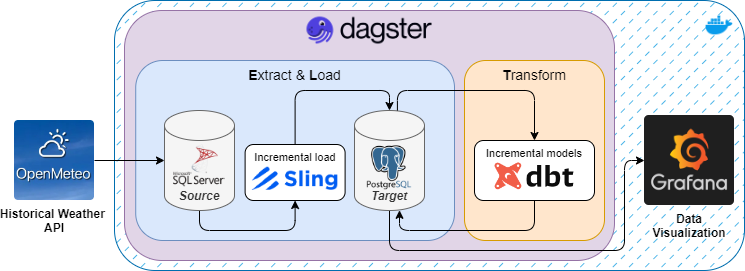 dagster
Extract & Load
Transform
OpenMeteo
Historical Weather
API
Microsoft
SQL Server
Source
Incremental load
Sling
PostgreSQL
Target
Incremental models
dbt
Grafana
Data
Visualization